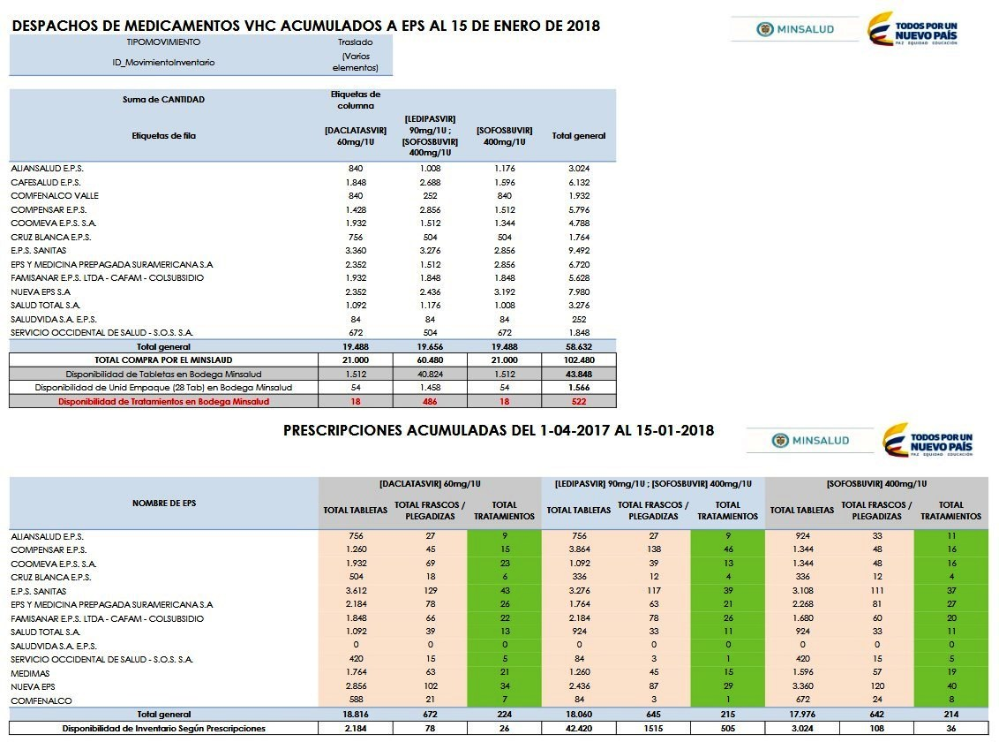 DESPACHOS DE MEDICAMENTOS VHC ACUMULADOS A EPS AL 15 DE ENERO DE 2018
MINSALUD
TODOS POR UN
NUEVO PAÍS
PAZ EQUIDAD EDUCACIÓN
TIPOMOVIMIENTO Traslado
ID_MovimientoInventario (Varios elementos)
Suma de CANTIDAD Etiquetas de columna
Etiquetas de fila [DACLATASVIR] 60mg/1U [LEDIPASVIR] 90mg/1U ; [SOFOSBUVIR] 400mg/1U [SOFOSBUVIR] 400mg/1U Total general
ALIANSALUD E.P.S. 840 1.008 1.176 3.024
CAFESALUD E.P.S. 1.848 2.688 1.596 6.132
COMFENALCO VALLE 840 252 840 1.932
COMPENSAR E.P.S. 1.428 2.856 1.512 5.796
COOMEVA E.P.S. S.A. 1.932 1.512 1.344 4.788
CRUZ BLANCA E.P.S. 756 504 504 1.764
E.P.S. SANITAS 3.360 3.276 2.856 9.492
EPS Y MEDICINA PREPAGADA SURAMERICANA S.A 2.352 1.512 2.856 6.720
FAMISANAR E.P.S. LTDA - CAFAM - COLSUBSIDIO 1.932 1.848 1.848 5.628
NUEVA EPS S.A 2.352 2.436 3.192 7.980
SALUD TOTAL S.A. 1.092 1.176 1.008 3.276
SALUDVIDA S.A. E.P.S. 84 84 84 252
SERVICIO OCCIDENTAL DE SALUD - S.O.S. S.A. 672 504 672 1.848
Total general 19.488 19.656 19.488 58.632
TOTAL COMPRA POR EL MINSLAUD 21.000 60.480 21.000 102.480
Disponibilidad de Tabletas en Bodega Minsalud 1.512 40.824 1.512 43.848
Disponibilidad de Unid Empaque (28 Tab) en Bodega Minsalud 54 1.458 54 1.566
Disponibilidad de Tratamientos en Bodega Minsalud 18 486 18 522
PRESCRIPCIONES ACUMULADAS DEL 1-04-2017 AL 15-01-2018
MINSALUD
TODOS POR UN
NUEVO PAÍS
PAZ EQUIDAD EDUCACIÓN
NOMBRE DE EPS [DACLATASVIR] 60mg/1U [LEDIPASVIR] 90mg/1U ; [SOFOSBUVIR] 400mg/1U [SOFOSBUVIR] 400mg/1U
TOTAL TABLETAS TOTAL FRASCOS / PLEGADIZAS TOTAL TRATAMIENTOS TOTAL TABLETAS TOTAL FRASCOS / PLEGADIZAS TOTAL TRATAMIENTOS TOTAL TABLETAS TOTAL FRASCOS / PLEGADIZAS TOTAL TRATAMIENTOS
ALIANSALUD E.P.S. 756 27 9 756 27 9 924 33 11
COMPENSAR E.P.S. 1.260 45 15 3.864 138 46 1.344 48 16
COOMEVA E.P.S. S.A. 1.932 69 23 1.092 39 13 1.344 48 16
CRUZ BLANCA E.P.S. 504 18 6 336 12 4 336 12 4
E.P.S. SANITAS 3.612 129 43 3.276 117 39 3.108 111 37
EPS Y MEDICINA PREPAGADA SURAMERICANA S.A 2.184 78 26 1.764 63 21 2.268 81 27
FAMISANAR E.P.S. LTDA - CAFAM - COLSUBSIDIO 1.848 66 22 2.184 78 26 1.680 60 20
SALUD TOTAL S.A. 1.092 39 13 924 33 11 924 33 11
SALUDVIDA S.A. E.P.S. 0 0 0 0 0 0 0 0 0
SERVICIO OCCIDENTAL DE SALUD - S.O.S. S.A. 420 15 5 84 3 1 420 15 5
MEDIMAS 1.764 63 21 1.260 45 15 1.596 57 19
NUEVA EPS 2.856 102 34 2.436 87 29 3.360 120 40
COMFENALCO 588 21 7 84 3 1 672 24 8
Total general 18.816 672 224 18.060 645 215 17.976 642 214
Disponibilidad de Inventario Según Prescripciones 2.184 78 26 42.420 1515 505 3.024 108 36